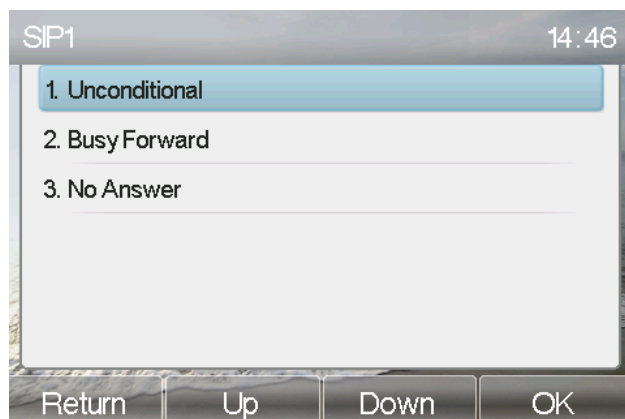 SIP1 14:46
1. Unconditional
2. Busy Forward
3. No Answer
Return Up Down OK